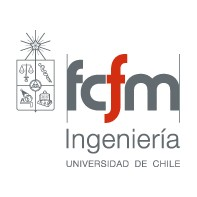 fcfm
Ingeniería
UNIVERSIDAD DE CHILE